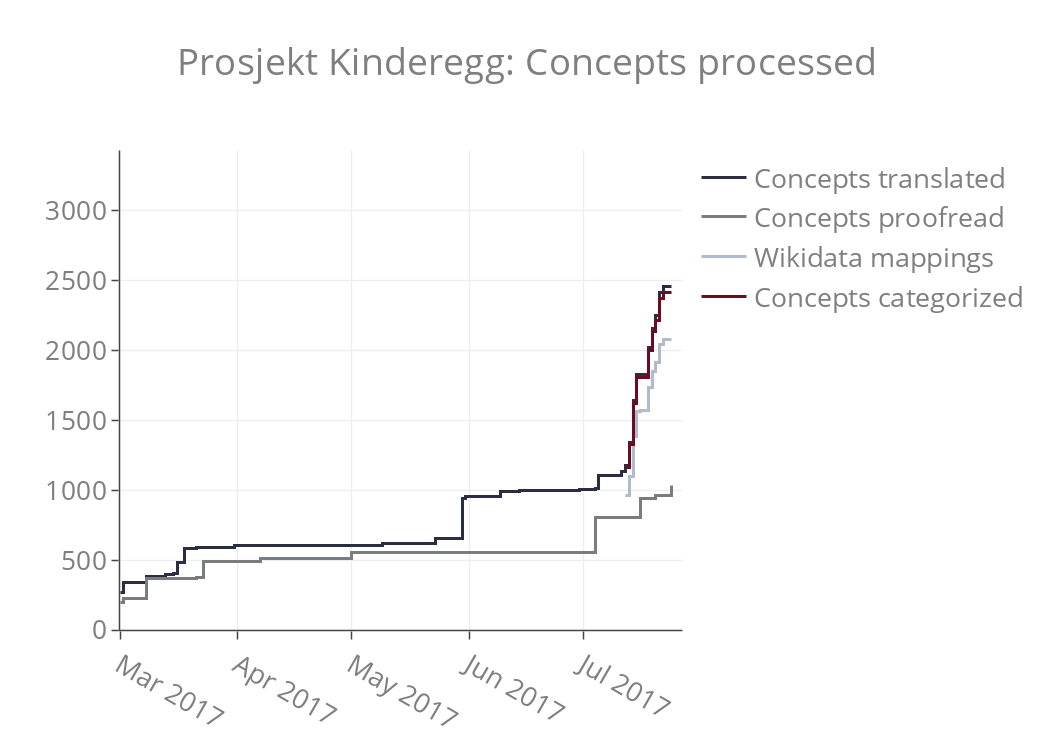 Prosjekt Kinderegg: Concepts processed
Concepts translated
Concepts proofread
Wikidata mappings
Concepts categorized
3000
2500
2000
1500
1000
500
0
Mar 2017
Apr 2017
May 2017
Jun 2017
Jul 2017